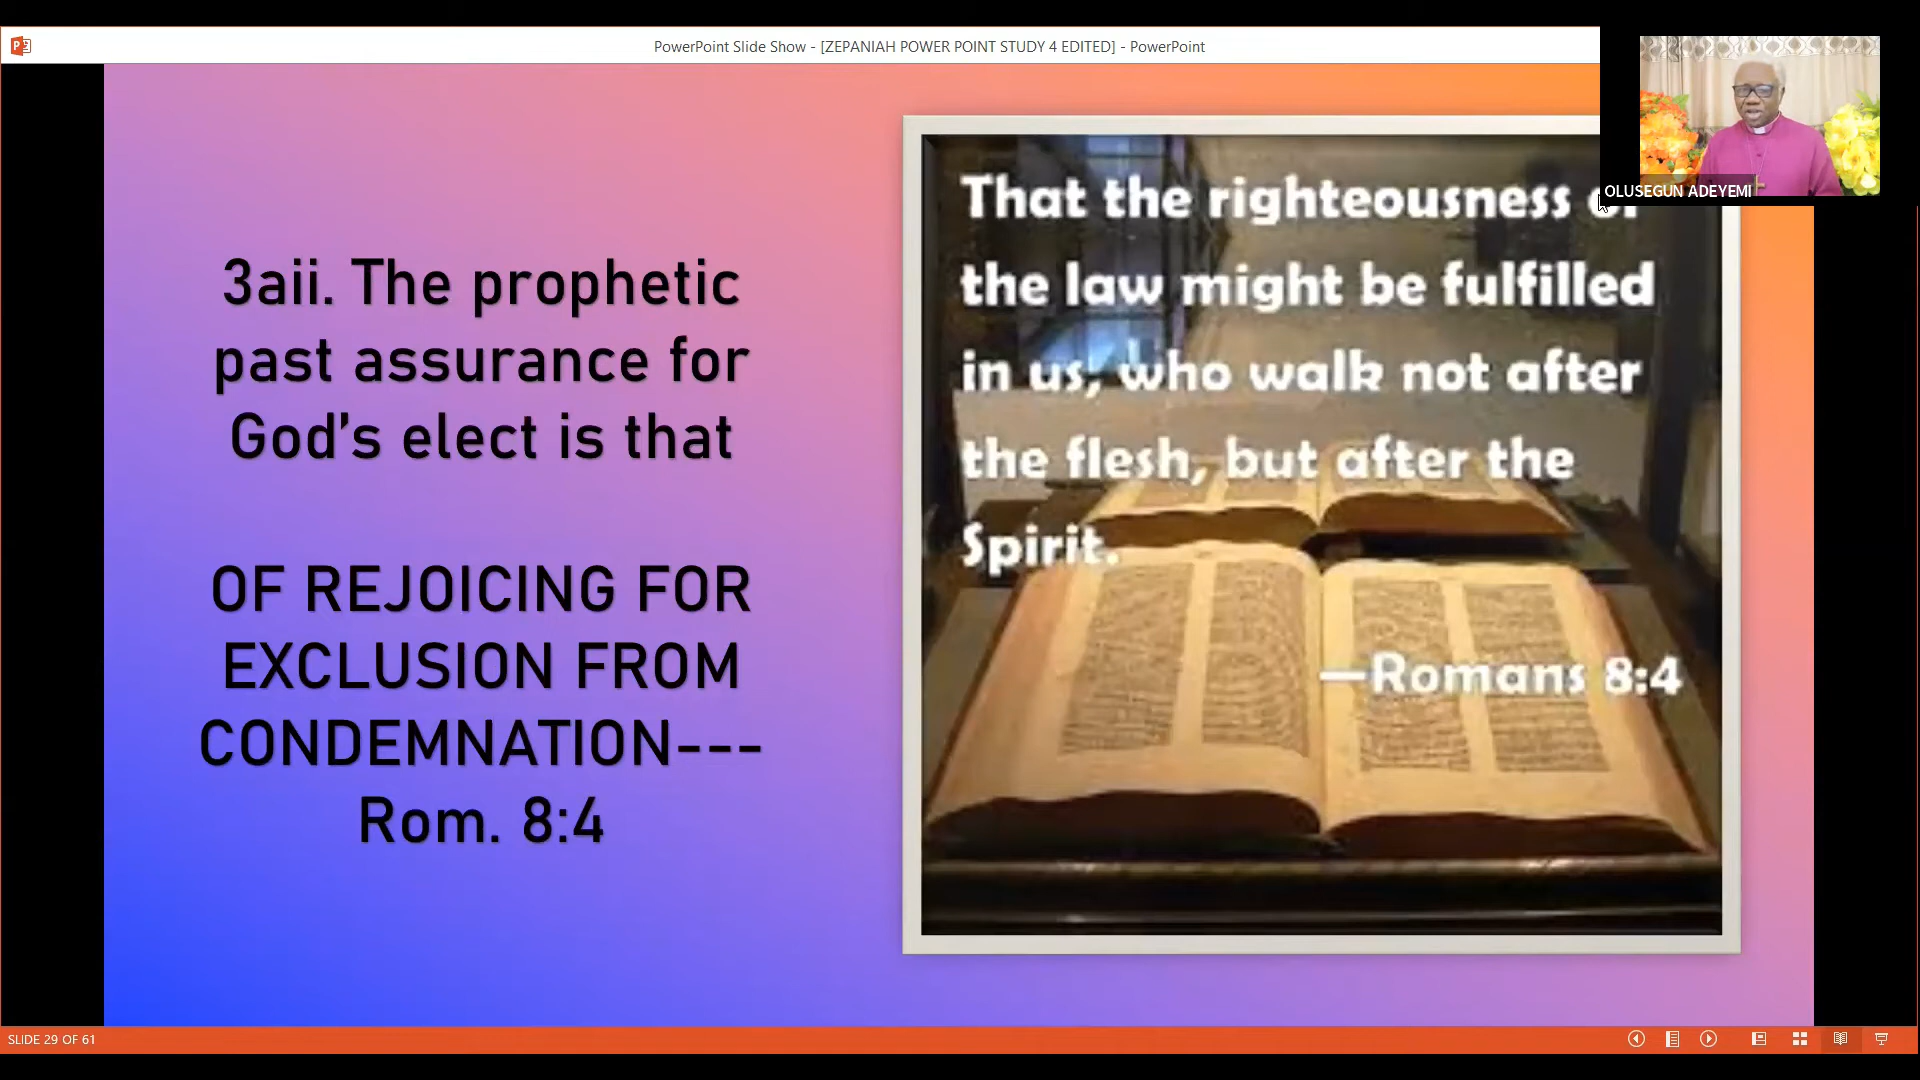 PowerPoint Slide Show - [ZEPANIAH POWER POINT STUDY 4 EDITED] - PowerPoint
OLUSEGUN ADEYEMI
3aii. The prophetic
past assurance for
God’s elect is that
OF REJOICING FOR
EXCLUSION FROM
CONDEMNATION---
Rom. 8:4
That the righteousness of
the law might be fulfilled
in us, who walk not after
the flesh, but after the
Spirit.
—Romans 8:4
SLIDE 29 OF 61